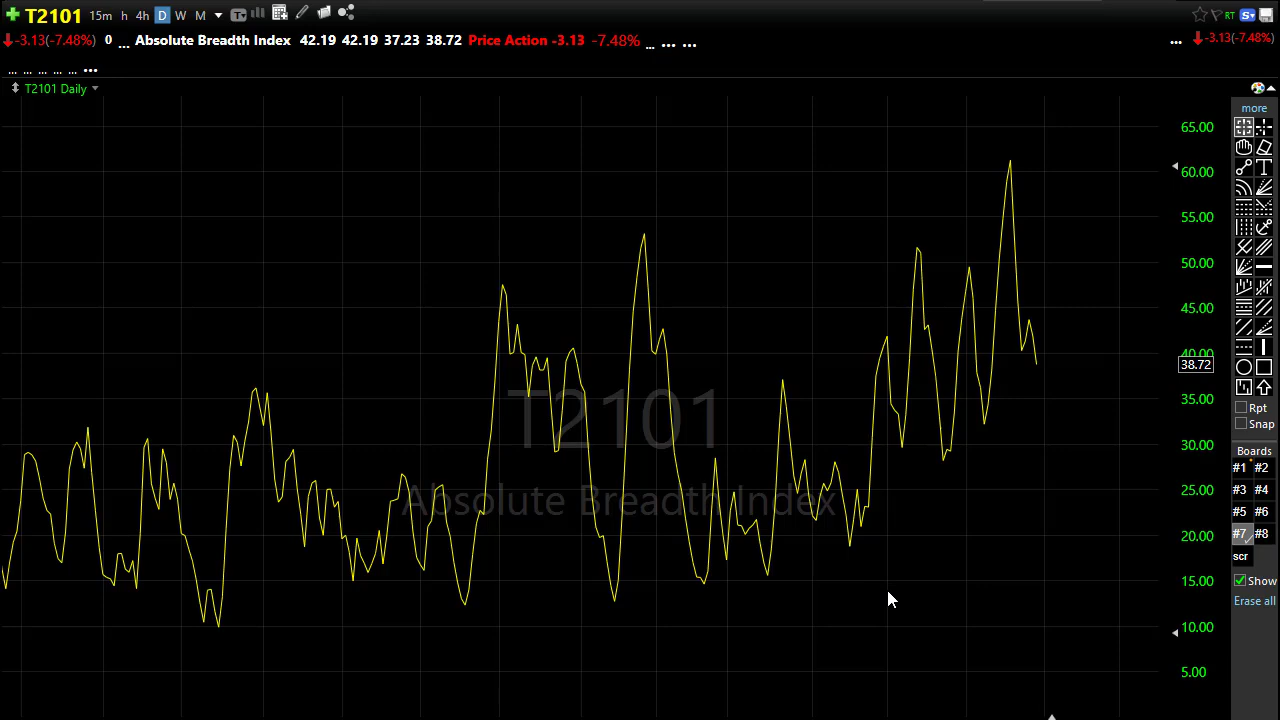 T2101 15m h 4h D W M T RT S
-3.13(-7.48%) 0 ... Absolute Breadth Index 42.19 42.19 37.23 38.72 Price Action -3.13 -7.48% ... ... ... ... -3.13(-7.48%)
... ... ... ... ... ...
T2101 Daily
more
65.00
60.00
55.00
50.00
45.00
40.00
38.72
35.00
30.00
25.00
20.00
15.00
10.00
5.00
T2101
Absolute Breadth Index
T
Rpt
Snap
Boards
#1 #2
#3 #4
#5 #6
#7 #8
scr
Show
Erase all